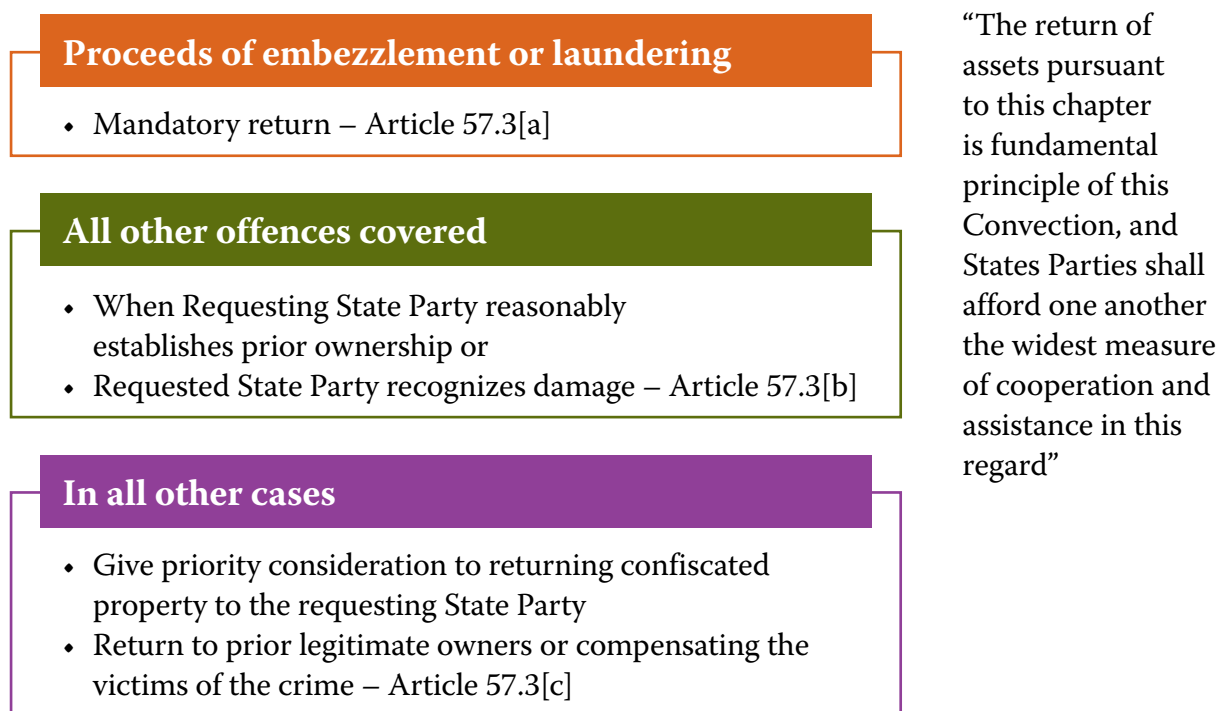 Proceeds of embezzlement or laundering
• Mandatory return – Article 57.3[a]
All other offences covered
• When Requesting State Party reasonably
establishes prior ownership or
• Requested State Party recognizes damage – Article 57.3[b]
In all other cases
• Give priority consideration to returning confiscated
property to the requesting State Party
• Return to prior legitimate owners or compensating the
victims of the crime – Article 57.3[c]
“The return of
assets pursuant
to this chapter
is fundamental
principle of this
Convection, and
States Parties shall
afford one another
the widest measure
of cooperation and
assistance in this
regard”